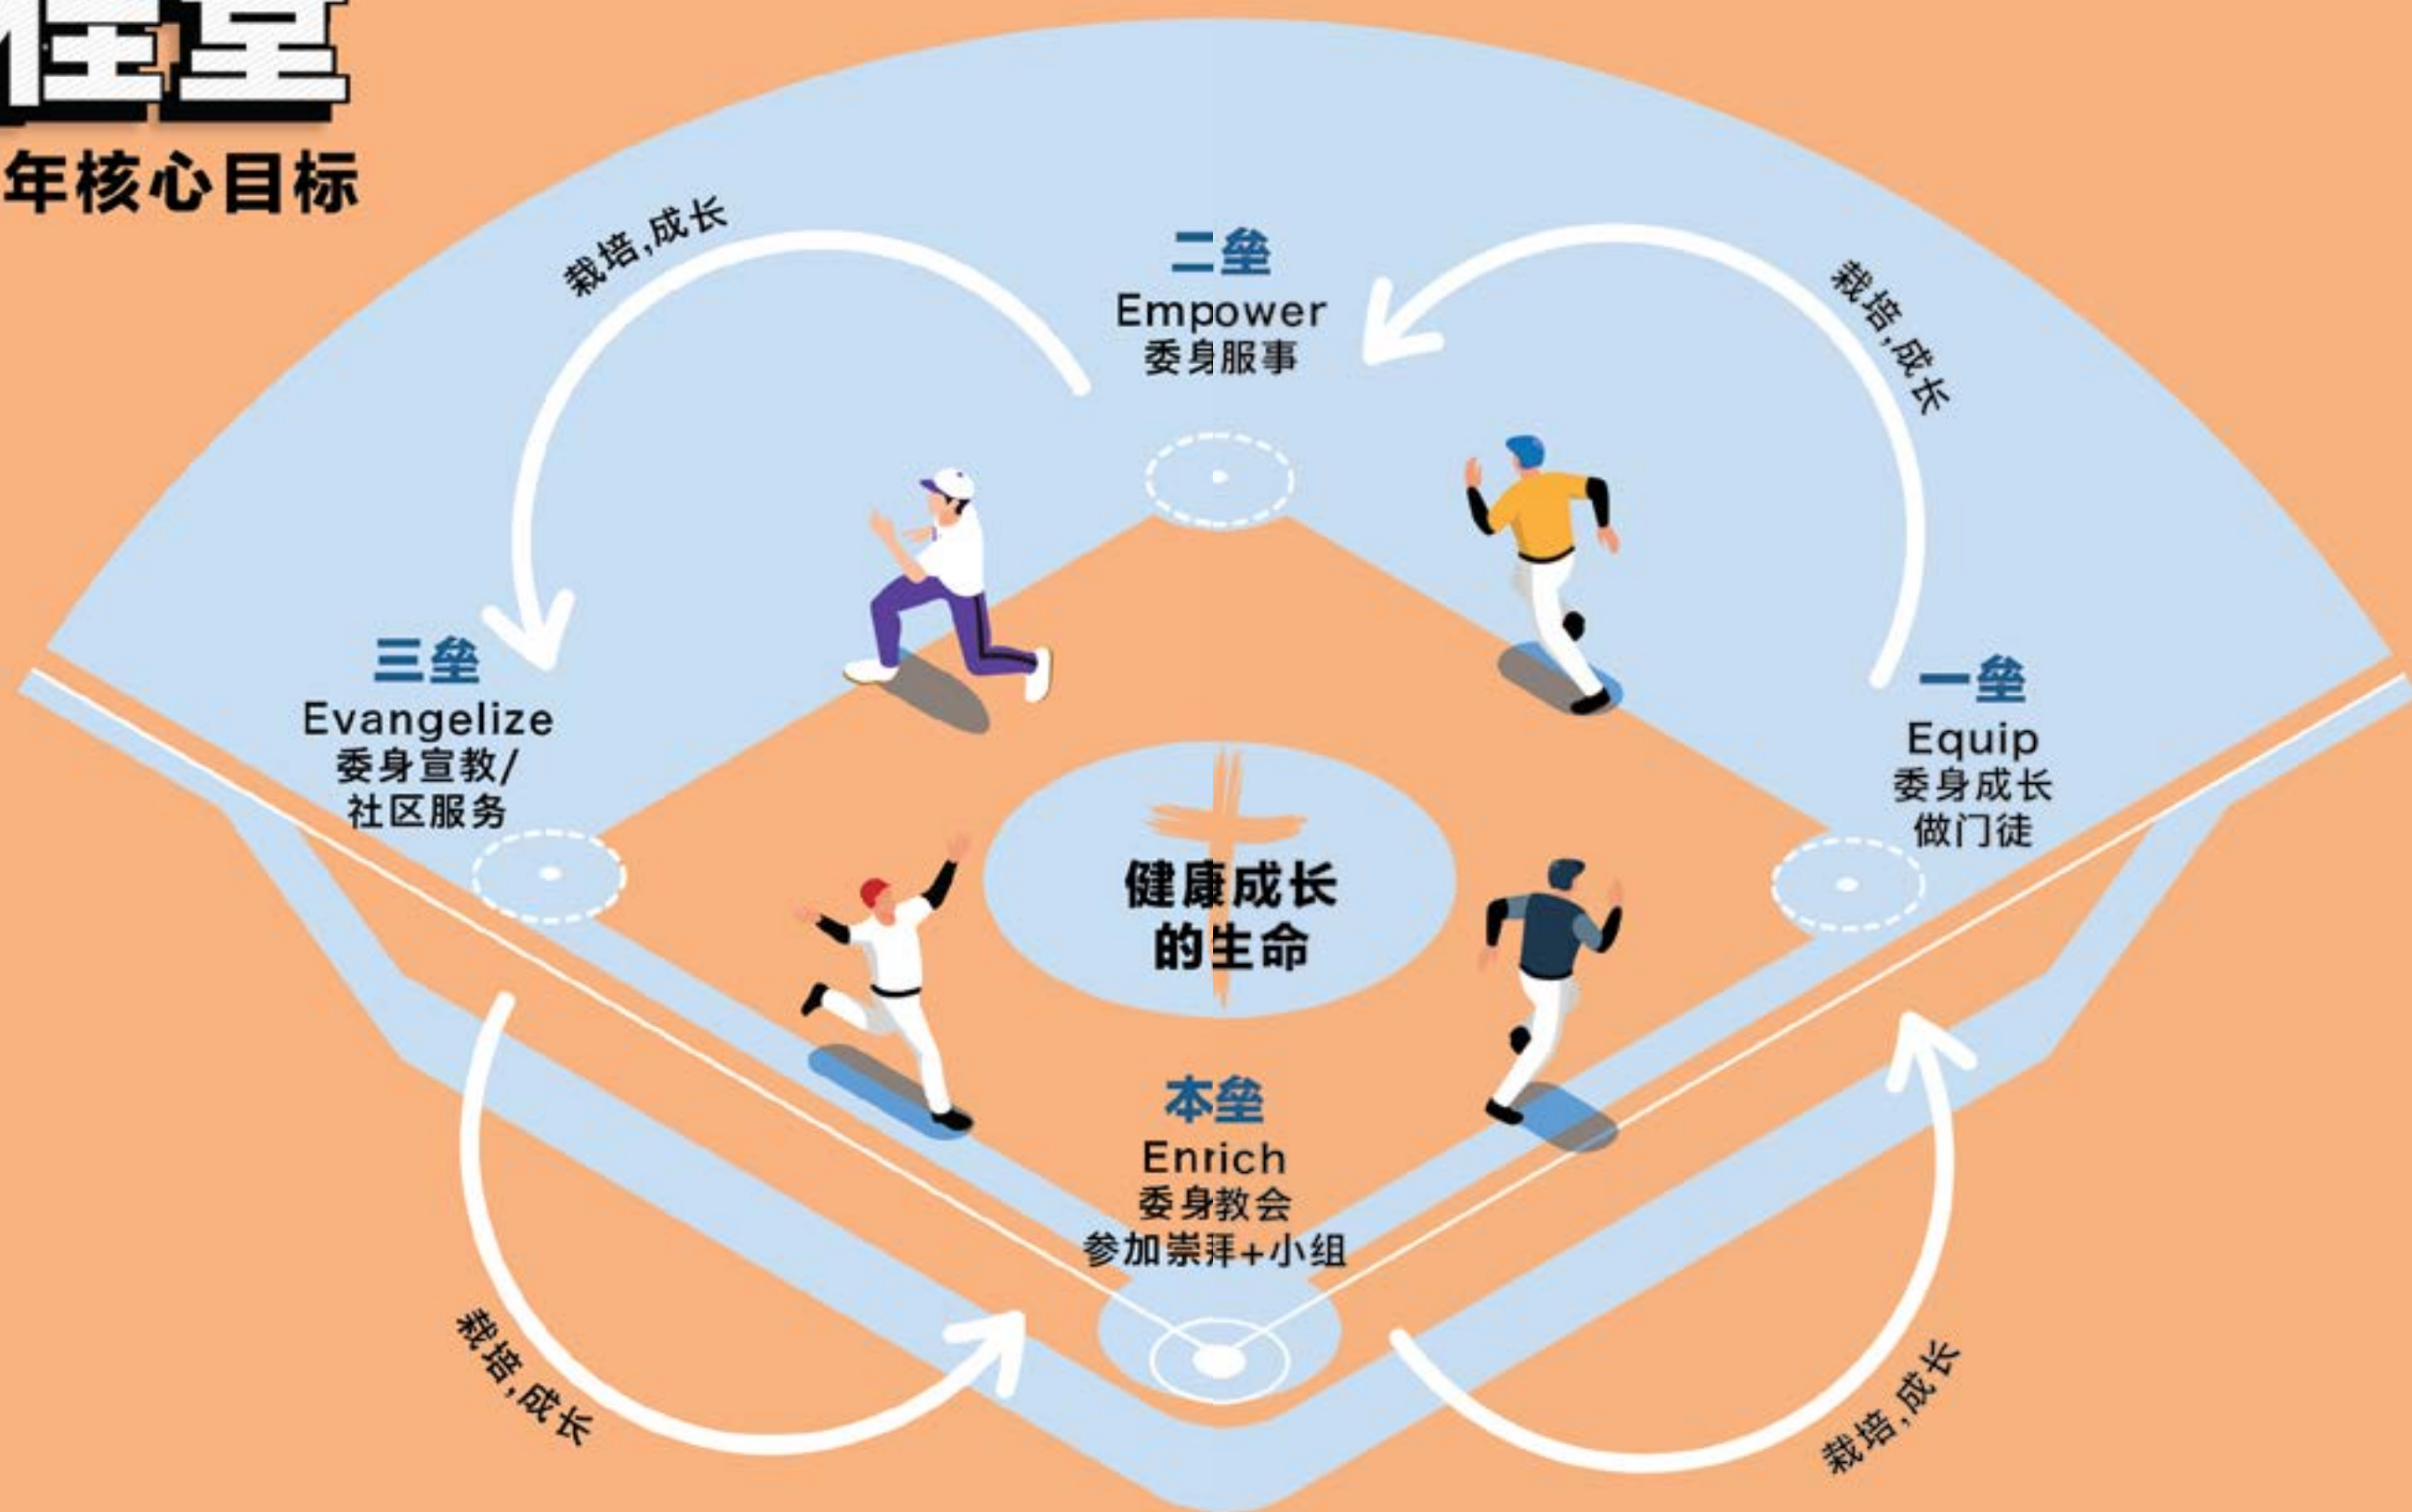 年核心目标
栽培,成长
栽培,成长
二垒
Empower
委身服事
三垒
Evangelize
委身宣教/
社区服务
一垒
Equip
委身成长
做门徒
健康成长
的生命
本垒
Enrich
委身教会
参加崇拜+小组
栽培,成长
栽培,成长